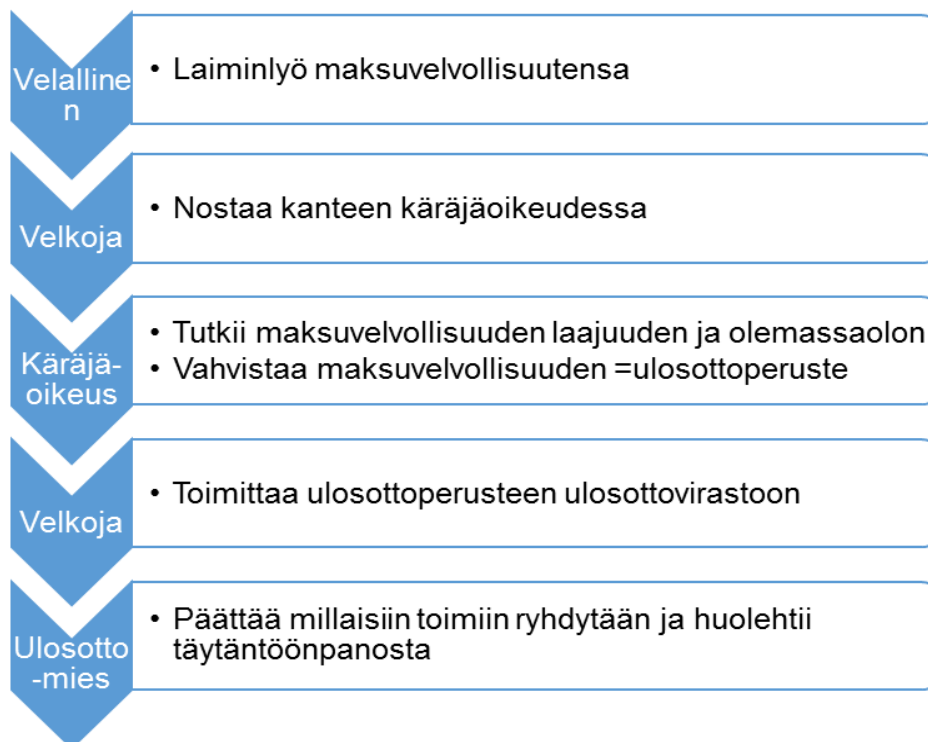 Velalline
n
• Laiminlyö maksuvelvollisuutensa
Velkoja
• Nostaa kanteen käräjäoikeudessa
Käräjä-
oikeus
• Tutkii maksuvelvollisuuden laajuuden ja olemassaolon
• Vahvistaa maksuvelvollisuuden =ulosottoperuste
Velkoja
• Toimittaa ulosottoperusteen ulosottovirastoon
Ulosotto
-mies
• Päättää millaisiin toimiin ryhdytään ja huolehtii
täytäntöönpanosta